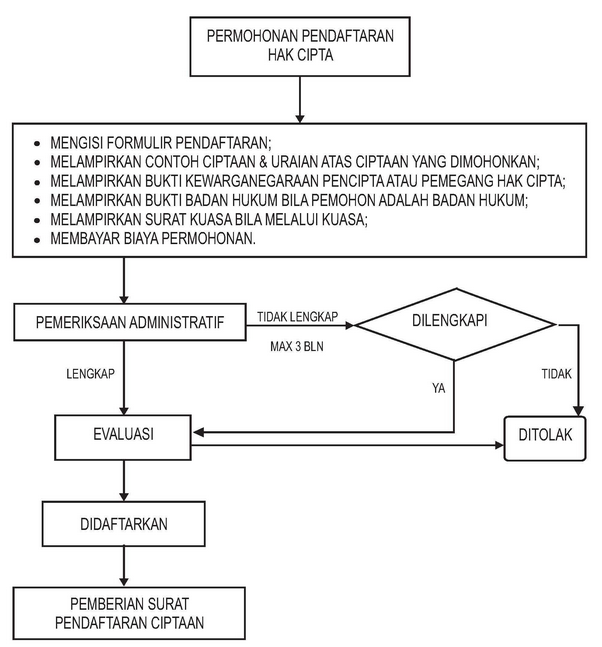 PERMOHONAN PENDAFTARAN
HAK CIPTA
• MENGISI FORMULIR PENDAFTARAN;
• MELAMPIRKAN CONTOH CIPTAAN & URAIAN ATAS CIPTAAN YANG DIMOHONKAN;
• MELAMPIRKAN BUKTI KEWARGANEGARAAN PENCIPTA ATAU PEMEGANG HAK CIPTA;
• MELAMPIRKAN BUKTI BADAN HUKUM BILA PEMOHON ADALAH BADAN HUKUM;
• MELAMPIRKAN SURAT KUASA BILA MELALUI KUASA;
• MEMBAYAR BIAYA PERMOHONAN.
PEMERIKSAAN ADMINISTRATIF
TIDAK LENGKAP
MAX 3 BLN
DILENGKAPI
LENGKAP
YA
TIDAK
EVALUASI
DITOLAK
DIDAFTARKAN
PEMBERIAN SURAT
PENDAFTARAN CIPTAAN